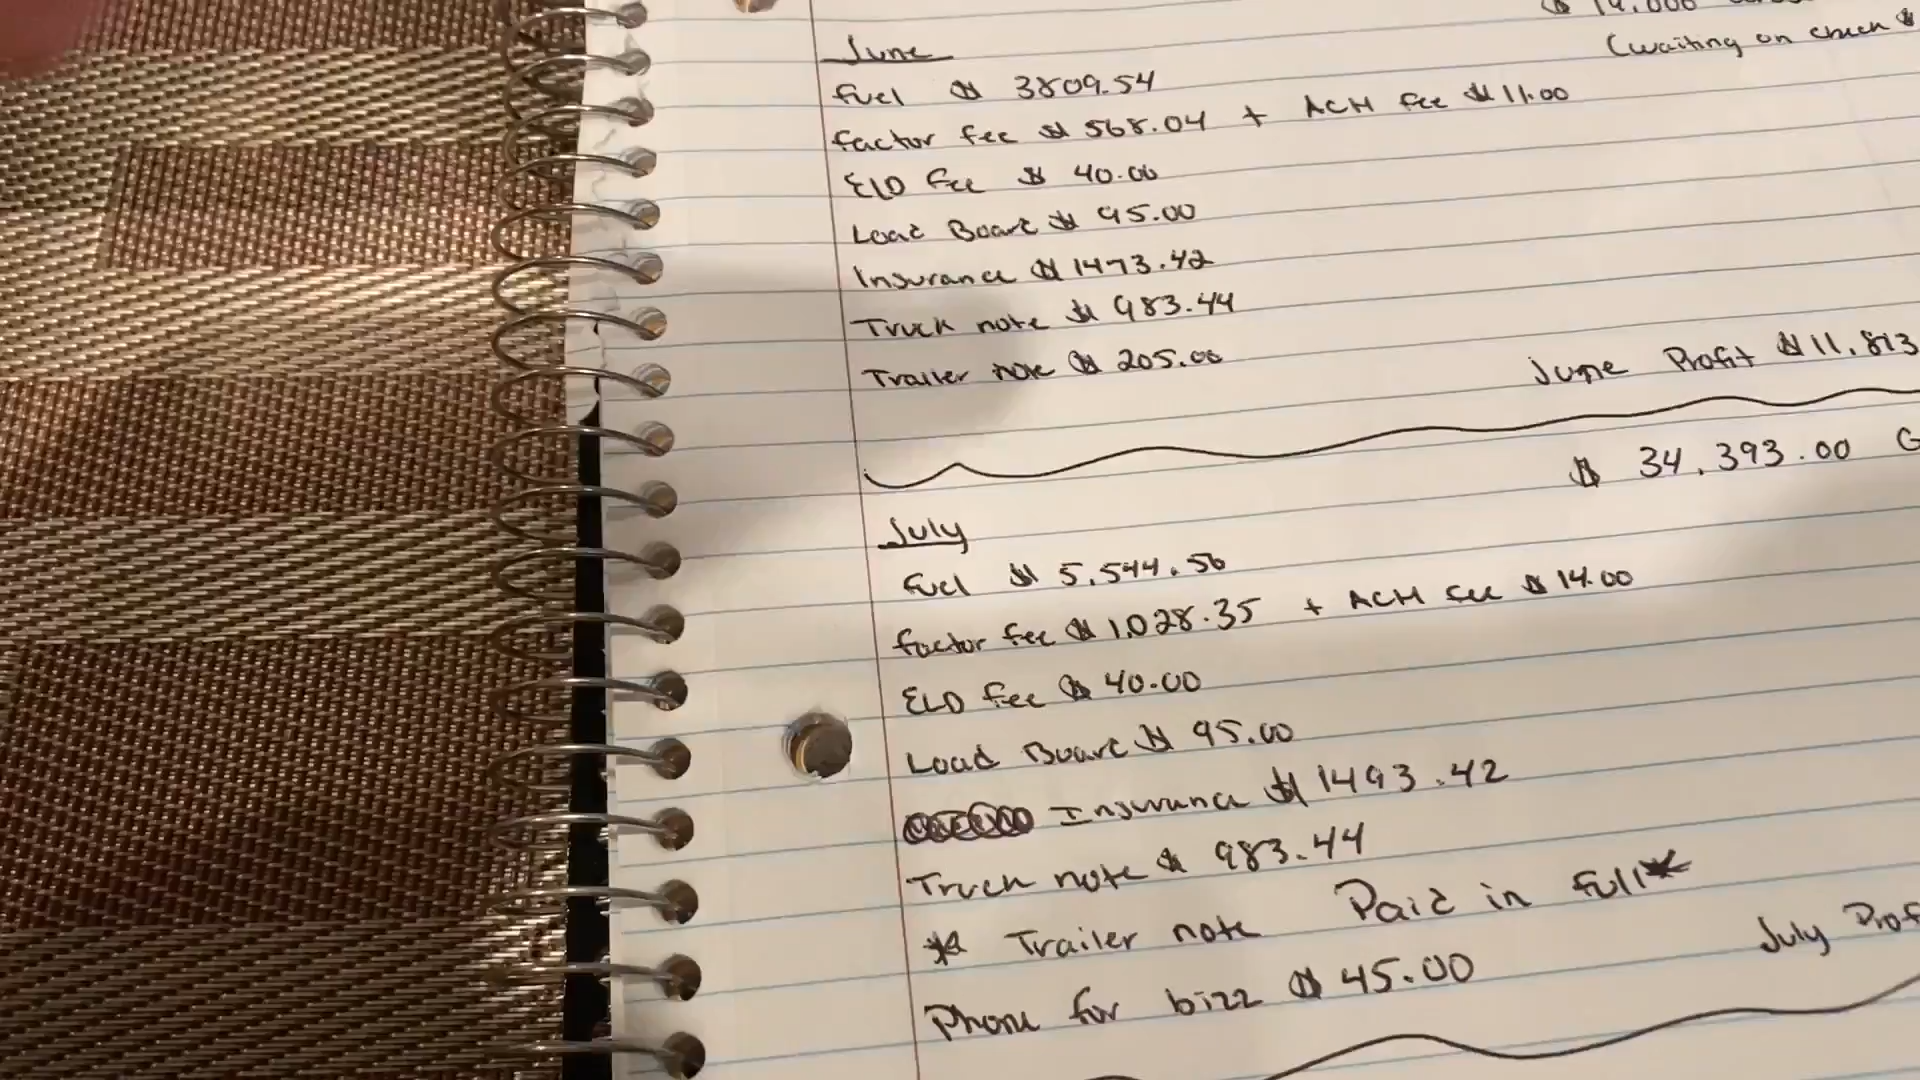 $ 19,000
June
(waiting on check $
fuel $ 3809.54
factor fee $ 568.04 + ACH fee $ 11.00
ELD fee $ 40.00
Load Board $ 95.00
Insurance $ 1473.42
Truck note $ 983.44
Trailer note $ 205.00
June Profit $ 11,813
$ 34,393.00 G
July
fuel $ 5,544.56
factor fee $ 1,028.35 + ACH fee $ 14.00
ELD fee $ 40.00
Load Board $ 95.00
Insurance $ 1493.42
Truck note $ 983.44
* Trailer note Paid in full *
July Prof
Phone for bizz $ 45.00